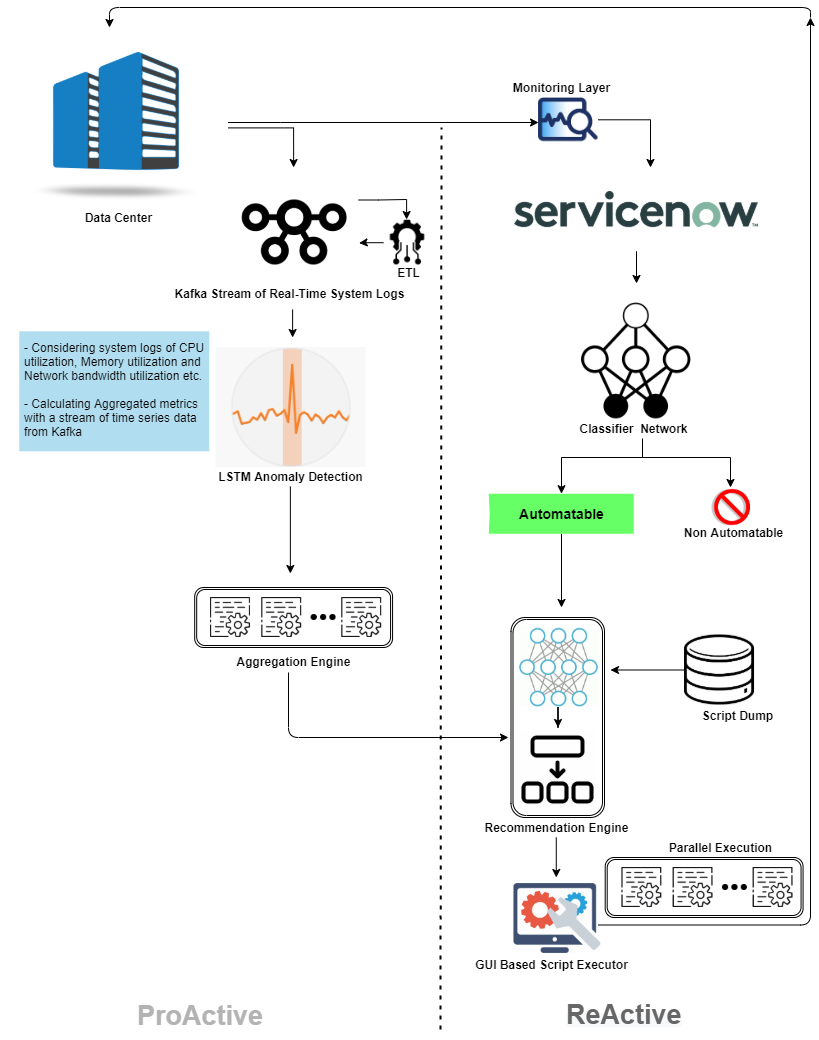 Monitoring Layer
Data Center
servicenow™
ETL
Kafka Stream of Real-Time System Logs
- Considering system logs of CPU
utilization, Memory utilization and
Network bandwidth utilization etc.
- Calculating Aggregated metrics
with a stream of time series data
from Kafka
LSTM Anomaly Detection
Classifier Network
Automatable
Non Automatable
Aggregation Engine
Script Dump
Recommendation Engine
Parallel Execution
GUI Based Script Executor
ProActive
ReActive